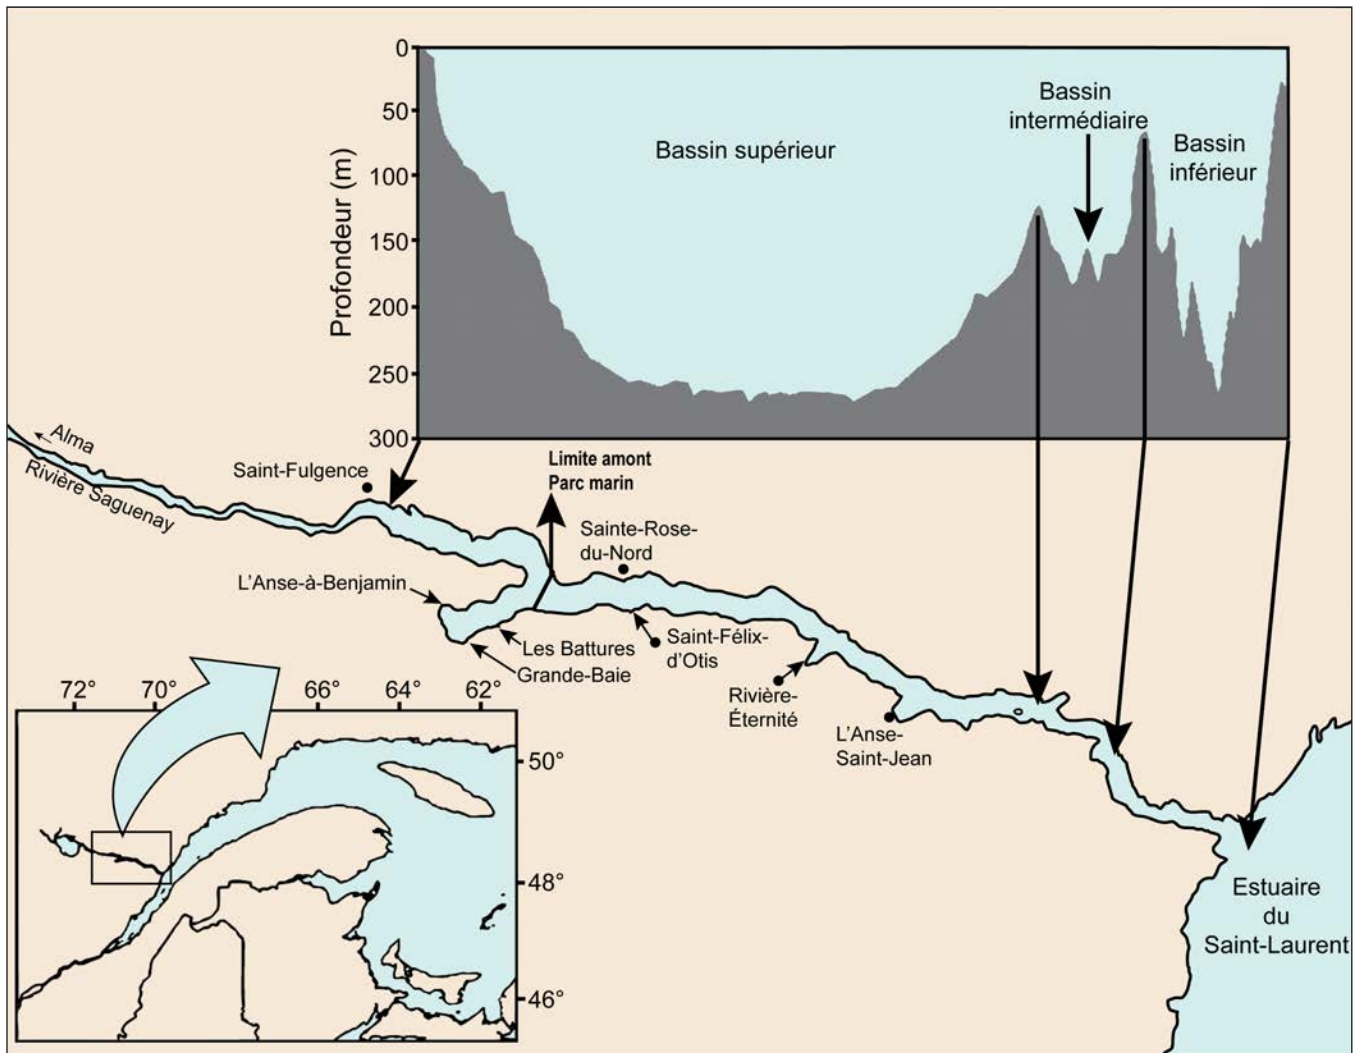 0
50
100
150
200
250
300
Profondeur (m)
Bassin supérieur
Bassin
intermédiaire
Bassin
inférieur
Alma
Rivière Saguenay
Saint-Fulgence
Limite amont
Parc marin
Sainte-Rose-
du-Nord
L'Anse-à-Benjamin
Les Battures
Grande-Baie
Saint-Félix-
d'Otis
Rivière-
Éternité
L'Anse-
Saint-Jean
Estuaire
du
Saint-Laurent
72° 70° 66° 64° 62°
50°
48°
46°